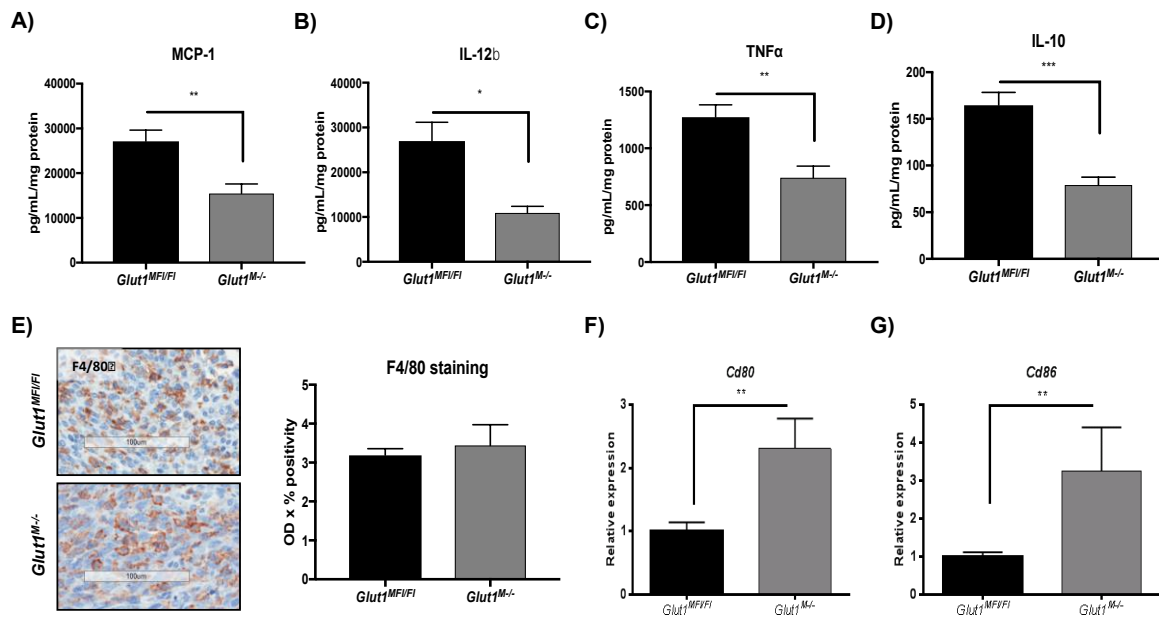 A)
MCP-1
pg/mL/mg protein
40000
30000
20000
10000
0
**
Glut1MFl/Fl
Glut1M-/-
B)
IL-12b
pg/mL/mg protein
40000
30000
20000
10000
0
*
Glut1MFl/Fl
Glut1M-/-
C)
TNFα
pg/mL/mg protein
1500
1000
500
0
**
Glut1MFl/Fl
Glut1M-/-
D)
IL-10
pg/mL/mg protein
200
150
100
50
0
***
Glut1MFl/Fl
Glut1M-/-
E)
Glut1MFl/Fl
F4/80
100um
Glut1M-/-
100um
F4/80 staining
OD x % positivity
5
4
3
2
1
0
Glut1MFl/Fl
Glut1M-/-
F)
Cd80
Relative expression
3
2
1
0
**
Glut1MFl/Fl
Glut1M-/-
G)
Cd86
Relative expression
5
4
3
2
1
0
**
Glut1MFl/Fl
Glut1M-/-